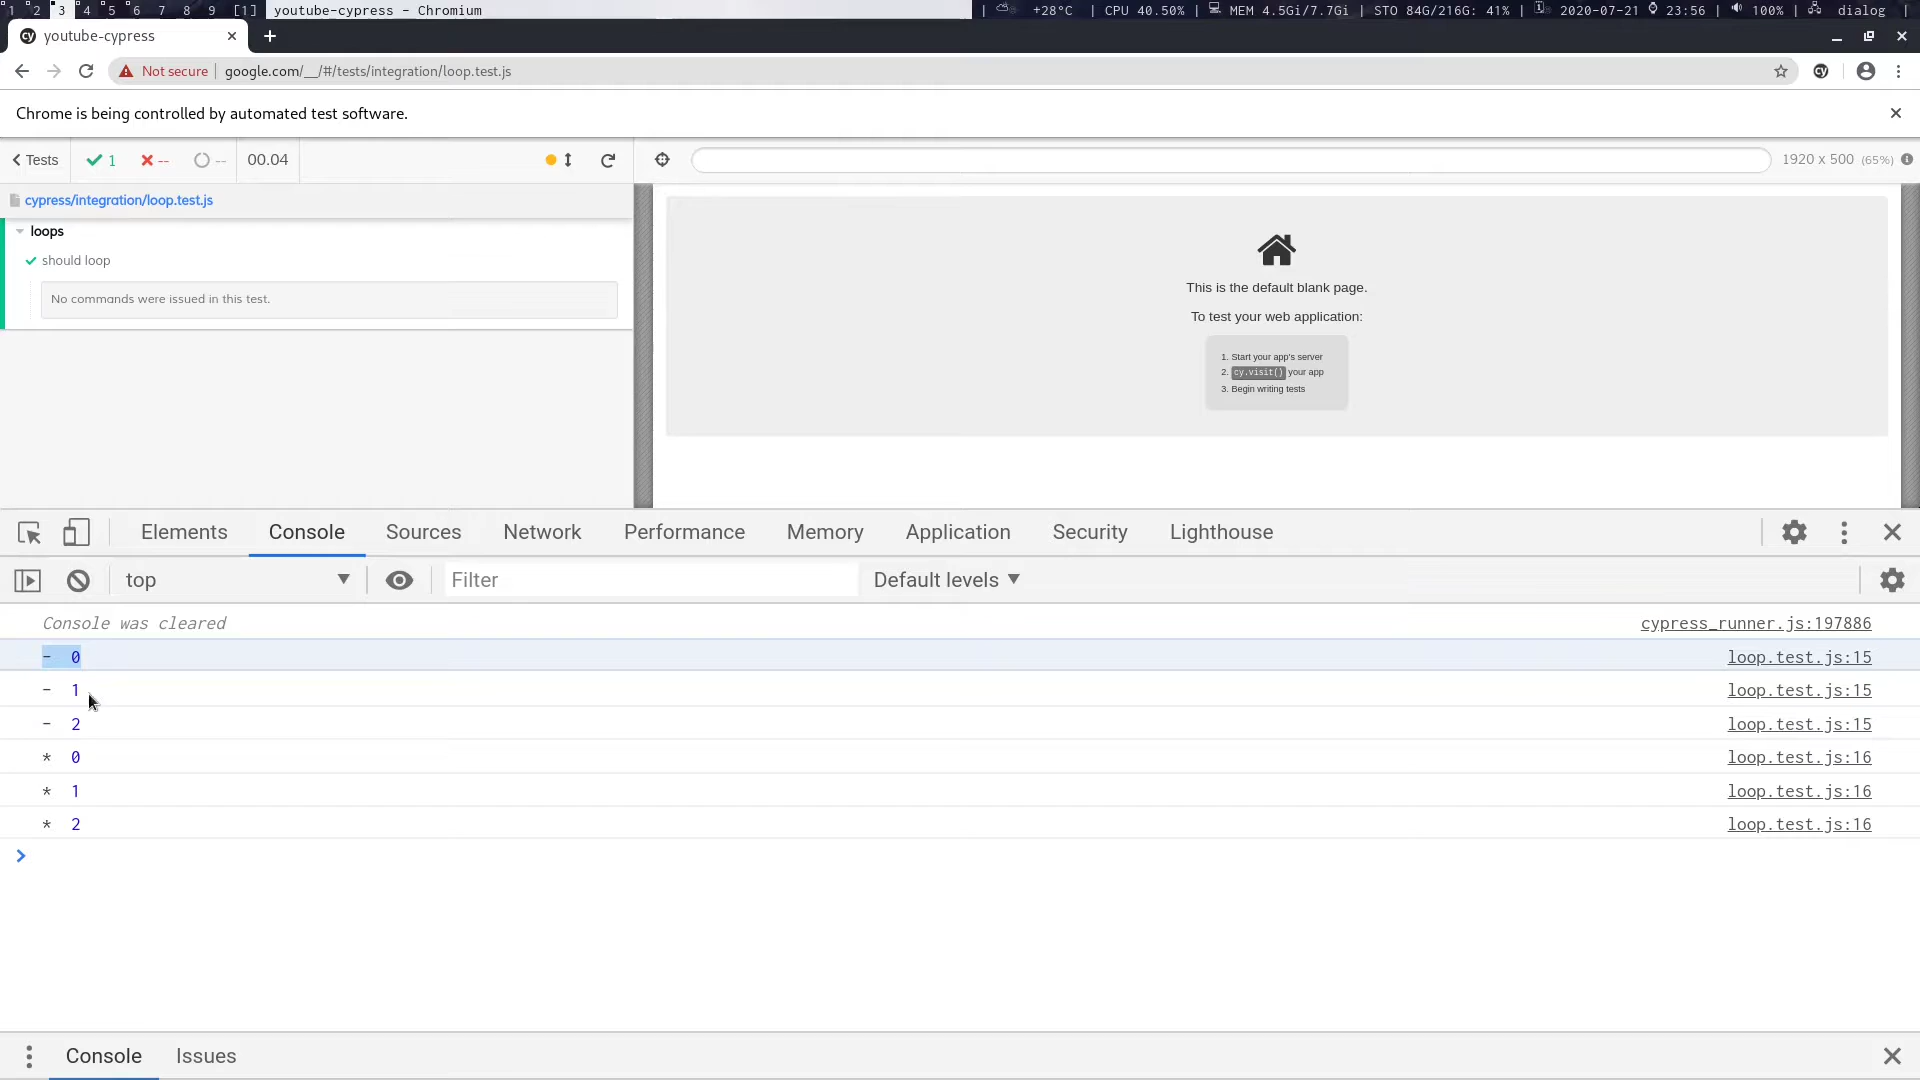 1 2 3 4 5 6 7 8 9 [1] youtube-cypress - Chromium | +28°C | CPU 40.50% | MEM 4.5Gi/7.7Gi | STO 84G/216G: 41% | 2020-07-21 23:56 | 100% | dialog |
youtube-cypress
Not secure | google.com/__/#/tests/integration/loop.test.js
Chrome is being controlled by automated test software.
Tests 1 -- -- 00.04 1920 x 500 (65%)
cypress/integration/loop.test.js
loops
should loop
No commands were issued in this test.
This is the default blank page.
To test your web application:
1. Start your app's server
2. cy.visit() your app
3. Begin writing tests
Elements Console Sources Network Performance Memory Application Security Lighthouse
top Filter Default levels
Console was cleared cypress_runner.js:197886
- 0 loop.test.js:15
- 1 loop.test.js:15
- 2 loop.test.js:15
* 0 loop.test.js:16
* 1 loop.test.js:16
* 2 loop.test.js:16
Console Issues